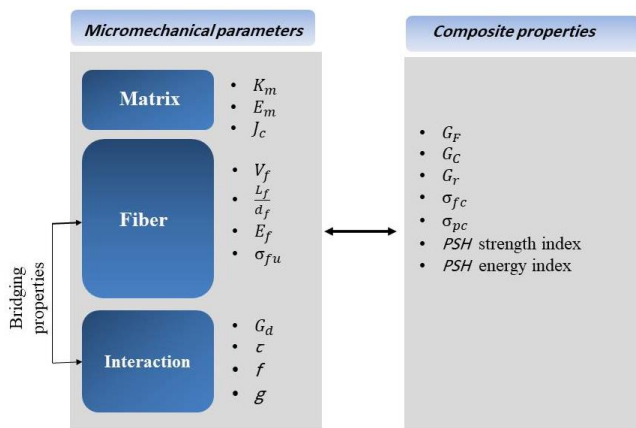 Micromechanical parameters
Matrix
• K_m
• E_m
• J_c
Fiber
• V_f
• L_f/d_f
• E_f
• σ_fu
Interaction
• G_d
• τ
• f
• g
Bridging
properties
Composite properties
• G_F
• G_C
• G_r
• σ_fc
• σ_pc
• PSH strength index
• PSH energy index